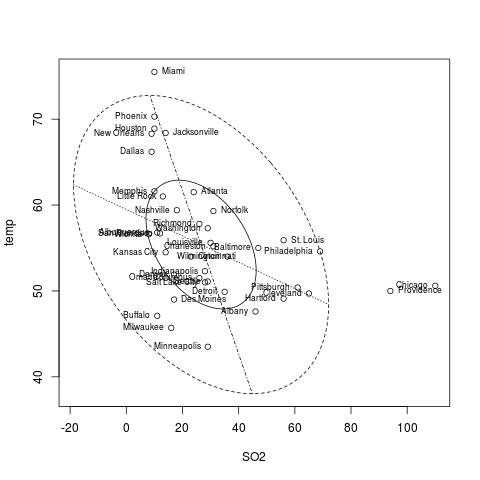 Miami
Phoenix
Houston
New Orleans
Jacksonville
Dallas
Memphis
Little Rock
Atlanta
Nashville
Norfolk
Richmond
Washington
Louisville
Charleston
Baltimore
St. Louis
Philadelphia
Kansas City
Wilmington
Indianapolis
Omaha
Salt Lake City
Pittsburgh
Cleveland
Chicago
Providence
Detroit
Des Moines
Hartford
Albany
Buffalo
Milwaukee
Minneapolis
temp
40 50 60 70
-20 0 20 40 60 80 100
SO2